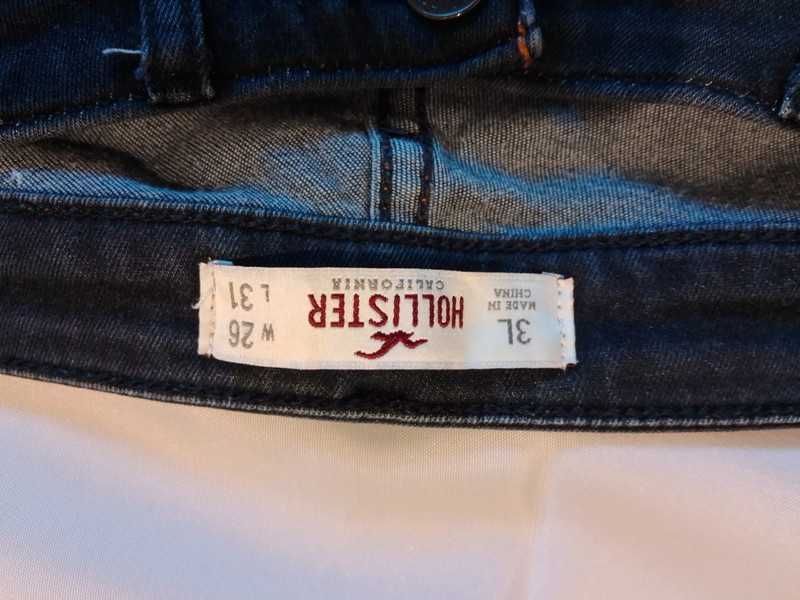 3L
MADE IN
CHINA
HOLLISTER
CALIFORNIA
W 26
L 31